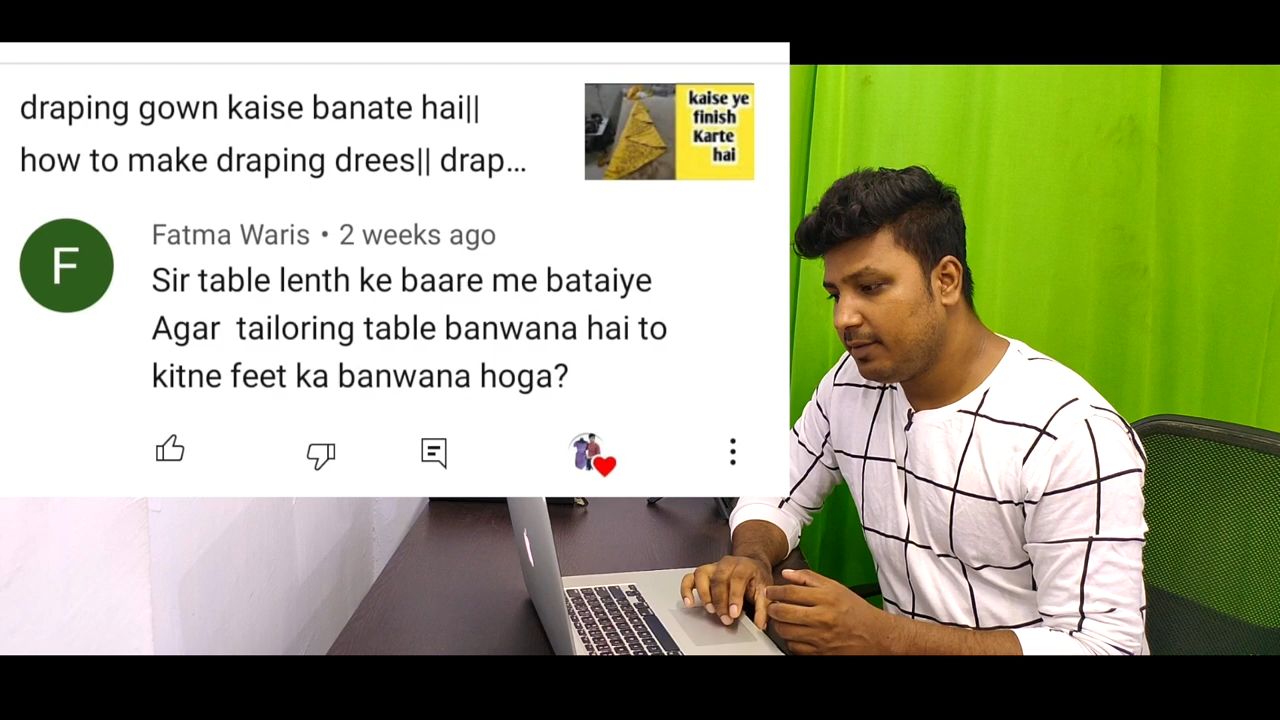 draping gown kaise banate hai||
how to make draping drees|| drap...
kaise ye
finish
Karte
hai
F
Fatma Waris • 2 weeks ago
Sir table lenth ke baare me bataiye
Agar tailoring table banwana hai to
kitne feet ka banwana hoga?